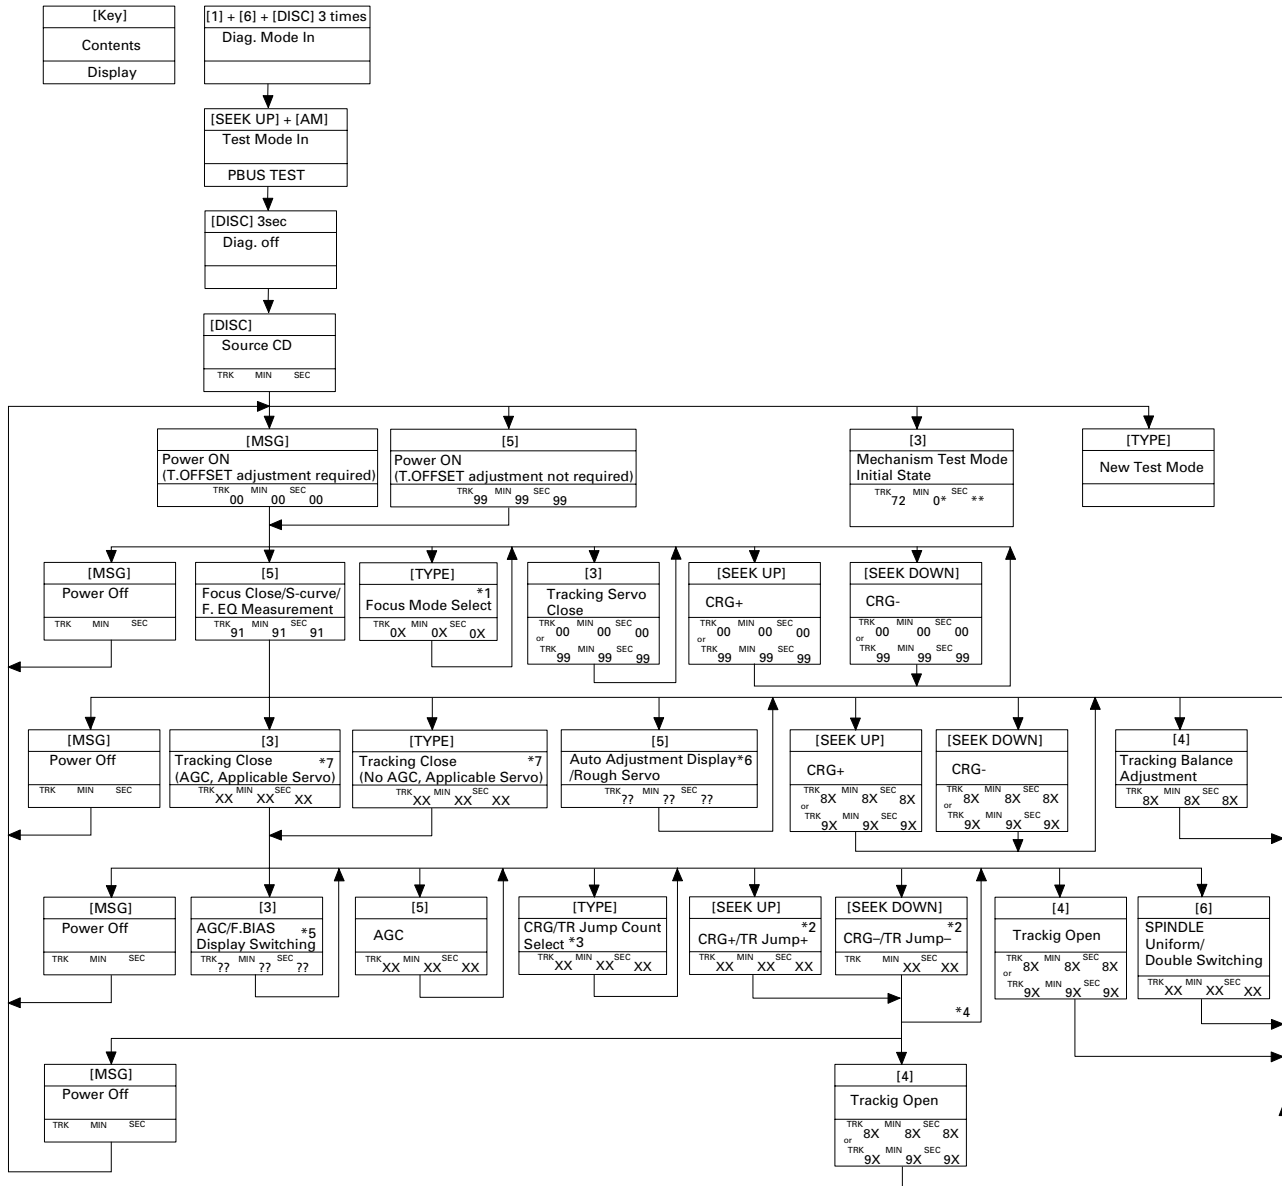 [Key]
Contents
Display
[1] + [6] + [DISC] 3 times
Diag. Mode In
[SEEK UP] + [AM]
Test Mode In
PBUS TEST
[DISC] 3sec
Diag. off
[DISC]
Source CD
TRK MIN SEC
[MSG]
Power ON
(T.OFFSET adjustment required)
TRK 00 MIN 00 SEC 00
[5]
Power ON
(T.OFFSET adjustment not required)
TRK 99 MIN 99 SEC 99
[3]
Mechanism Test Mode
Initial State
TRK 72 MIN 0* SEC **
[TYPE]
New Test Mode
[MSG]
Power Off
TRK MIN SEC
[5]
Focus Close/S-curve/
F. EQ Measurement
TRK 91 MIN 91 SEC 91
[TYPE]
*1
Focus Mode Select
TRK 0X MIN 0X SEC 0X
[3]
Tracking Servo
Close
TRK 00 MIN 00 SEC 00
or
TRK 99 MIN 99 SEC 99
[SEEK UP]
CRG+
TRK 00 MIN 00 SEC 00
or
TRK 99 MIN 99 SEC 99
[SEEK DOWN]
CRG-
TRK 00 MIN 00 SEC 00
or
TRK 99 MIN 99 SEC 99
[MSG]
Power Off
TRK MIN SEC
[3]
Tracking Close *7
(AGC, Applicable Servo)
TRK XX MIN XX SEC XX
[TYPE]
Tracking Close *7
(No AGC, Applicable Servo)
TRK XX MIN XX SEC XX
[5]
Auto Adjustment Display*6
/Rough Servo
TRK ?? MIN ?? SEC ??
[SEEK UP]
CRG+
TRK 8X MIN 8X SEC 8X
or
TRK 9X MIN 9X SEC 9X
[SEEK DOWN]
CRG-
TRK 8X MIN 8X SEC 8X
or
TRK 9X MIN 9X SEC 9X
[4]
Tracking Balance
Adjustment
TRK 8X MIN 8X SEC 8X
[MSG]
Power Off
TRK MIN SEC
[3]
AGC/F.BIAS *5
Display Switching
TRK ?? MIN ?? SEC ??
[5]
AGC
TRK XX MIN XX SEC XX
[TYPE]
CRG/TR Jump Count
Select *3
TRK XX MIN XX SEC XX
[SEEK UP]
*2
CRG+/TR Jump+
TRK XX MIN XX SEC XX
[SEEK DOWN]
*2
CRG–/TR Jump–
TRK MIN XX SEC XX
[4]
Trackig Open
TRK 8X MIN 8X SEC 8X
or
TRK 9X MIN 9X SEC 9X
[6]
SPINDLE
Uniform/
Double Switching
TRK XX MIN XX SEC XX
*4
[MSG]
Power Off
TRK MIN SEC
[4]
Trackig Open
TRK 8X MIN 8X SEC 8X
or
TRK 9X MIN 9X SEC 9X